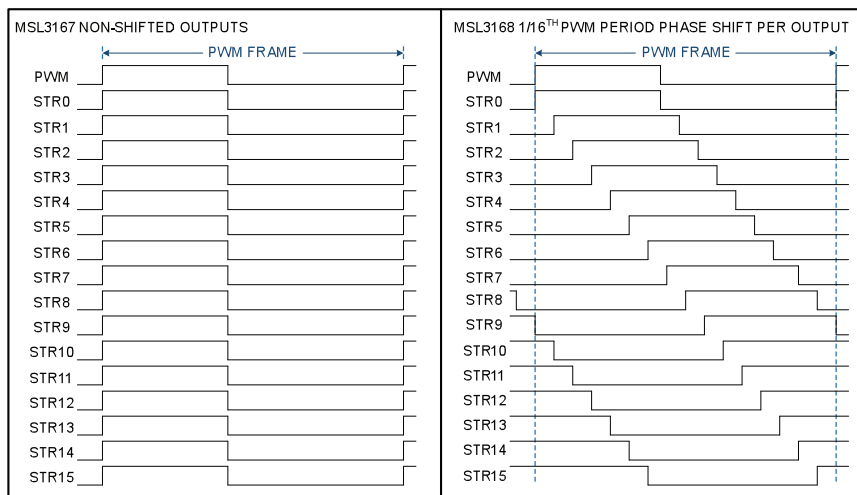 MSL3167 NON-SHIFTED OUTPUTS
PWM FRAME
PWM
STR0
STR1
STR2
STR3
STR4
STR5
STR6
STR7
STR8
STR9
STR10
STR11
STR12
STR13
STR14
STR15
MSL3168 1/16TH PWM PERIOD PHASE SHIFT PER OUTPUT
PWM FRAME
PWM
STR0
STR1
STR2
STR3
STR4
STR5
STR6
STR7
STR8
STR9
STR10
STR11
STR12
STR13
STR14
STR15